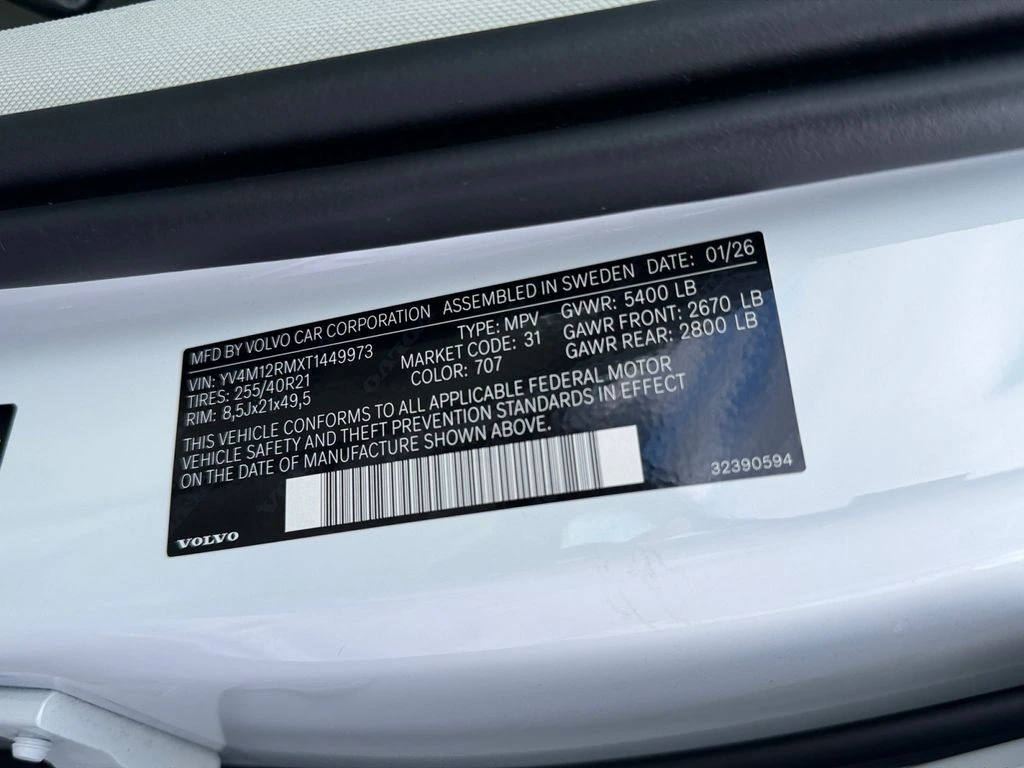 MFD BY VOLVO CAR CORPORATION ASSEMBLED IN SWEDEN DATE: 01/26
VIN: YV4M12RMXT1449973 TYPE: MPV GVWR: 5400 LB
TIRES: 255/40R21 MARKET CODE: 31 GAWR FRONT: 2670 LB
RIM: 8,5Jx21x49,5 COLOR: 707 GAWR REAR: 2800 LB
THIS VEHICLE CONFORMS TO ALL APPLICABLE FEDERAL MOTOR
VEHICLE SAFETY AND THEFT PREVENTION STANDARDS IN EFFECT
ON THE DATE OF MANUFACTURE SHOWN ABOVE.
32390594
VOLVO